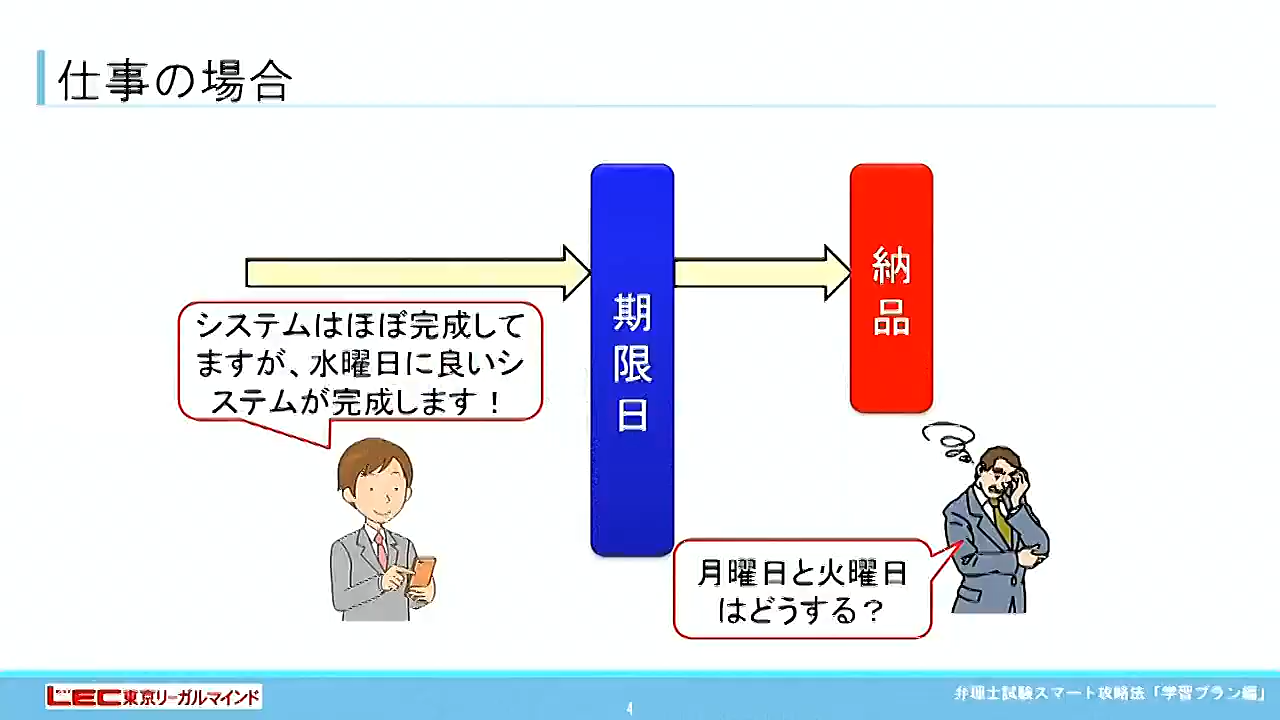 仕事の場合
システムはほぼ完成して
ますが、水曜日に良いシ
ステムが完成します！
期限日
納品
月曜日と火曜日
はどうする？
LEC東京リーガルマインド
4
弁理士試験スマート攻略法「学習プラン編」